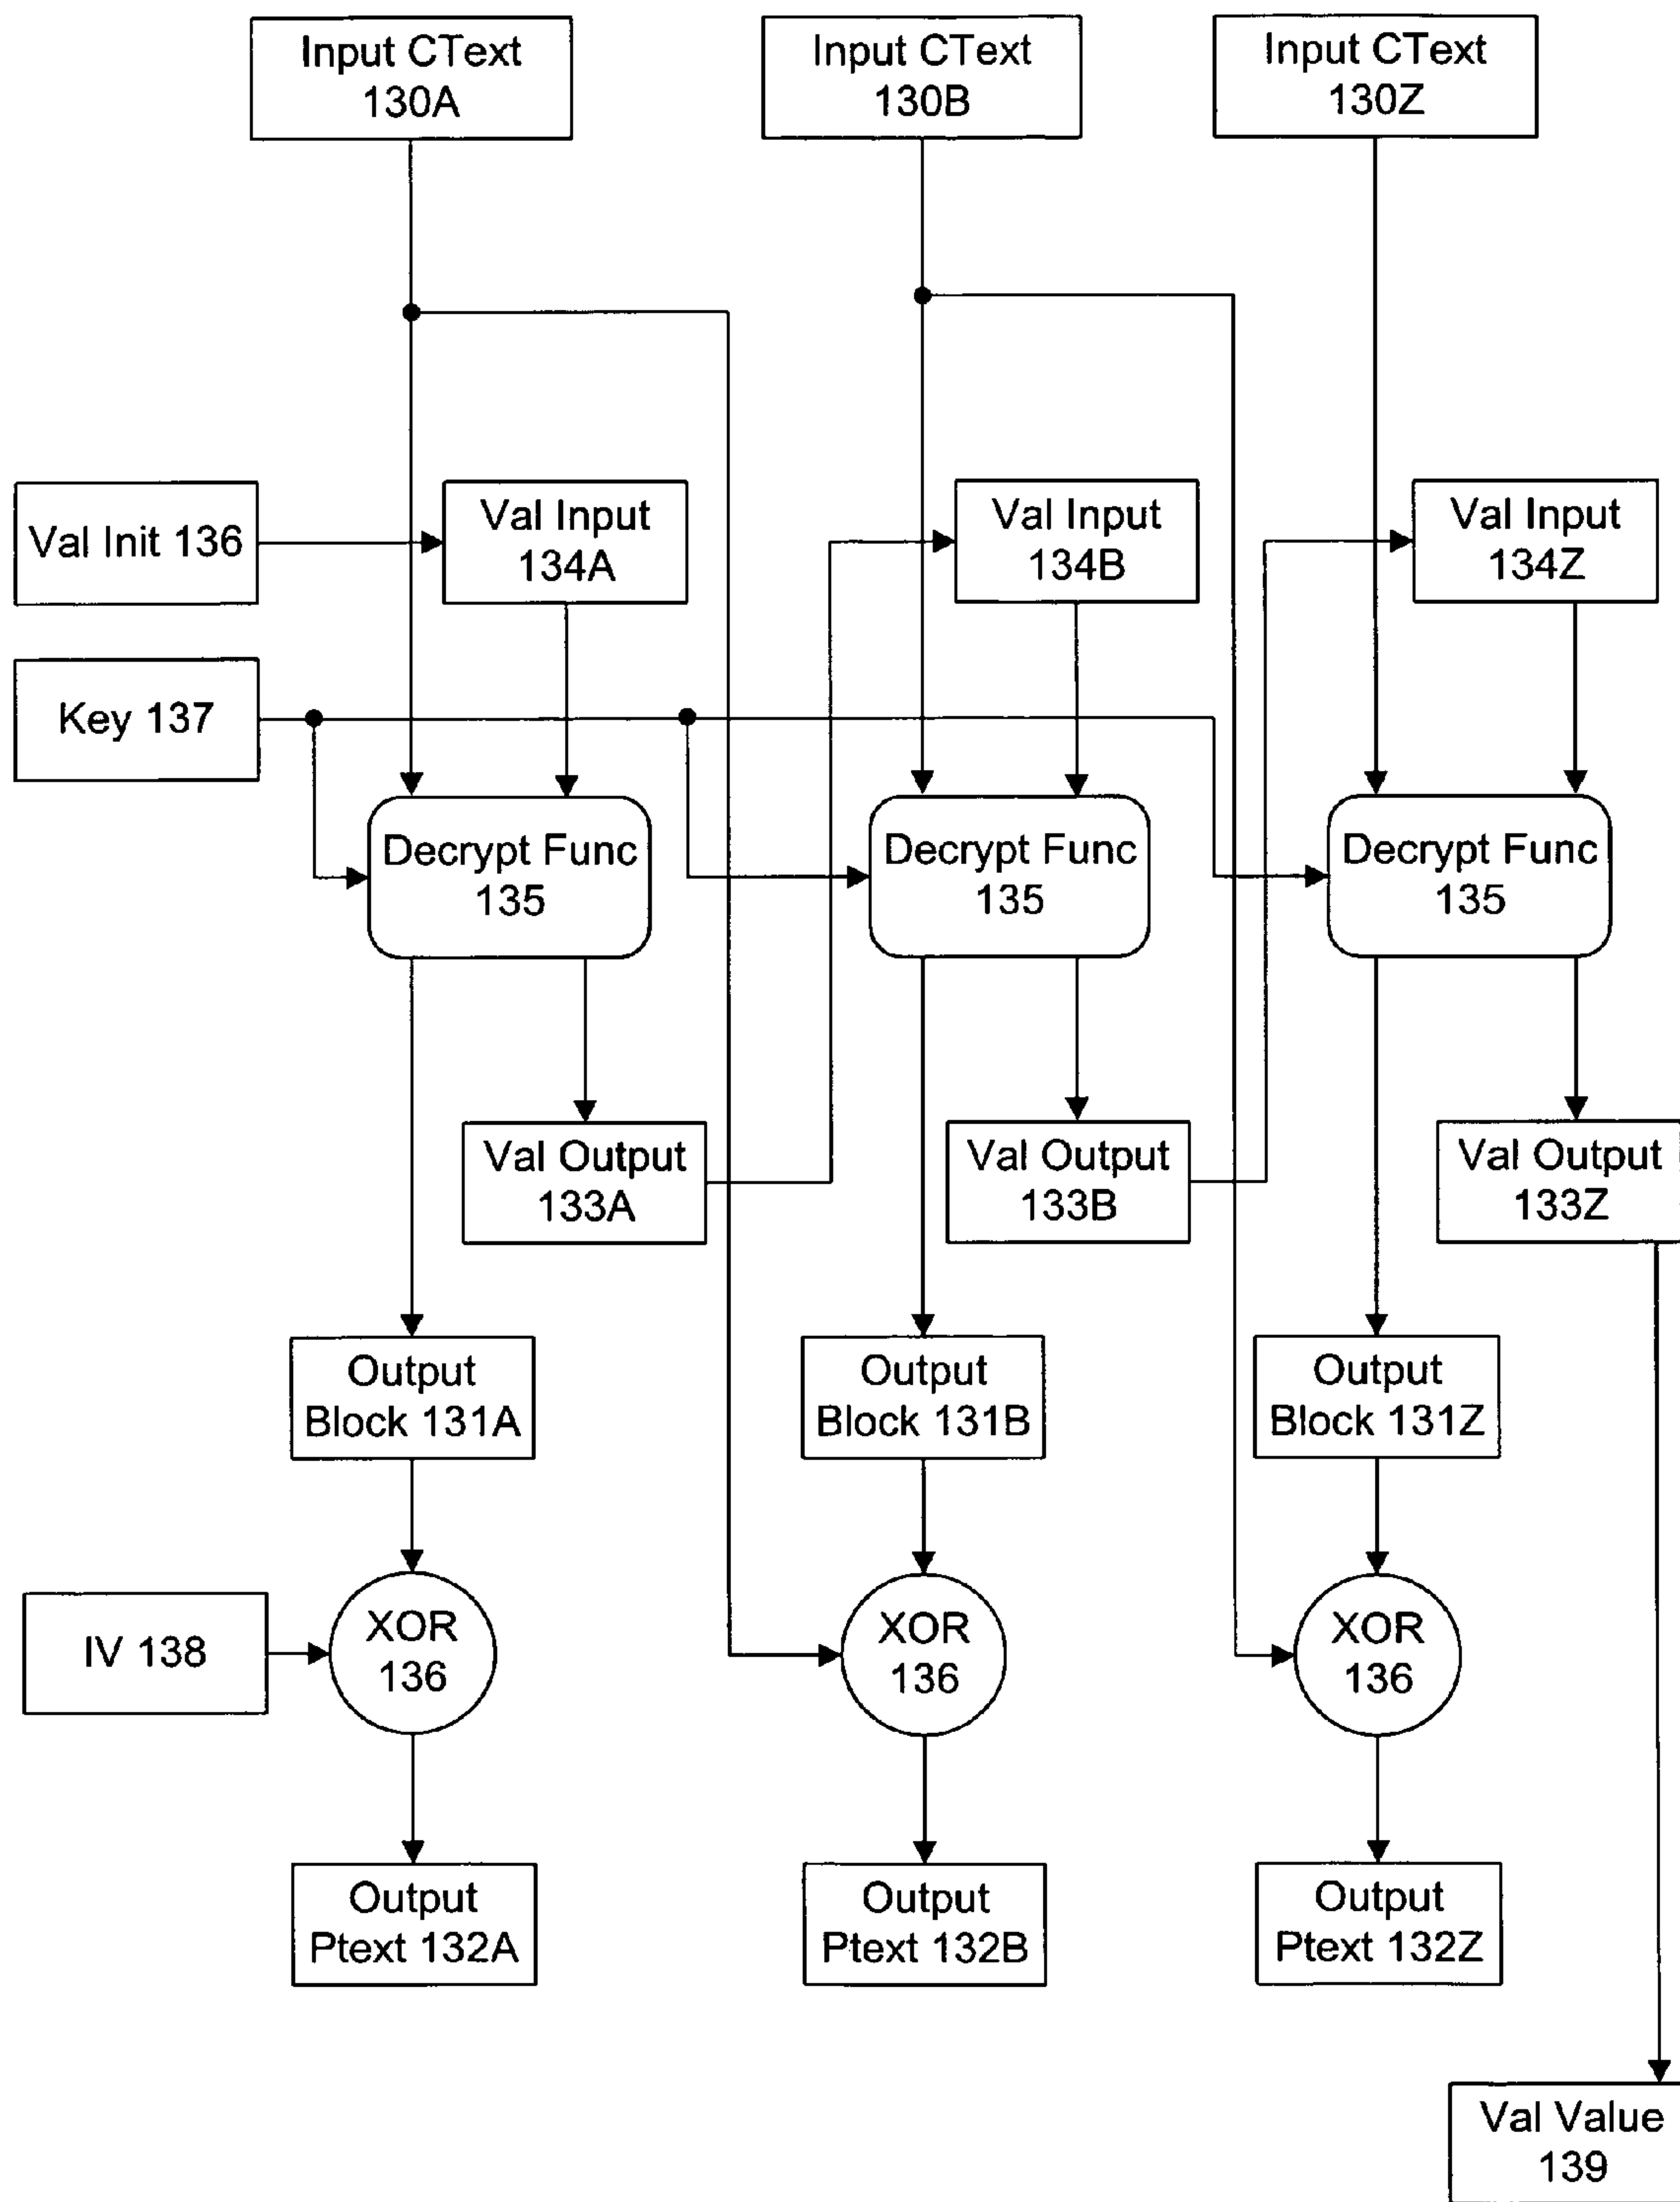 Input CText
130A
Input CText
130B
Input CText
130Z
Val Init 136
Val Input
134A
Val Input
134B
Val Input
134Z
Key 137
Decrypt Func
135
Decrypt Func
135
Decrypt Func
135
Val Output
133A
Val Output
133B
Val Output
133Z
Output
Block 131A
Output
Block 131B
Output
Block 131Z
IV 138
XOR
136
XOR
136
XOR
136
Output
Ptext 132A
Output
Ptext 132B
Output
Ptext 132Z
Val Value
139